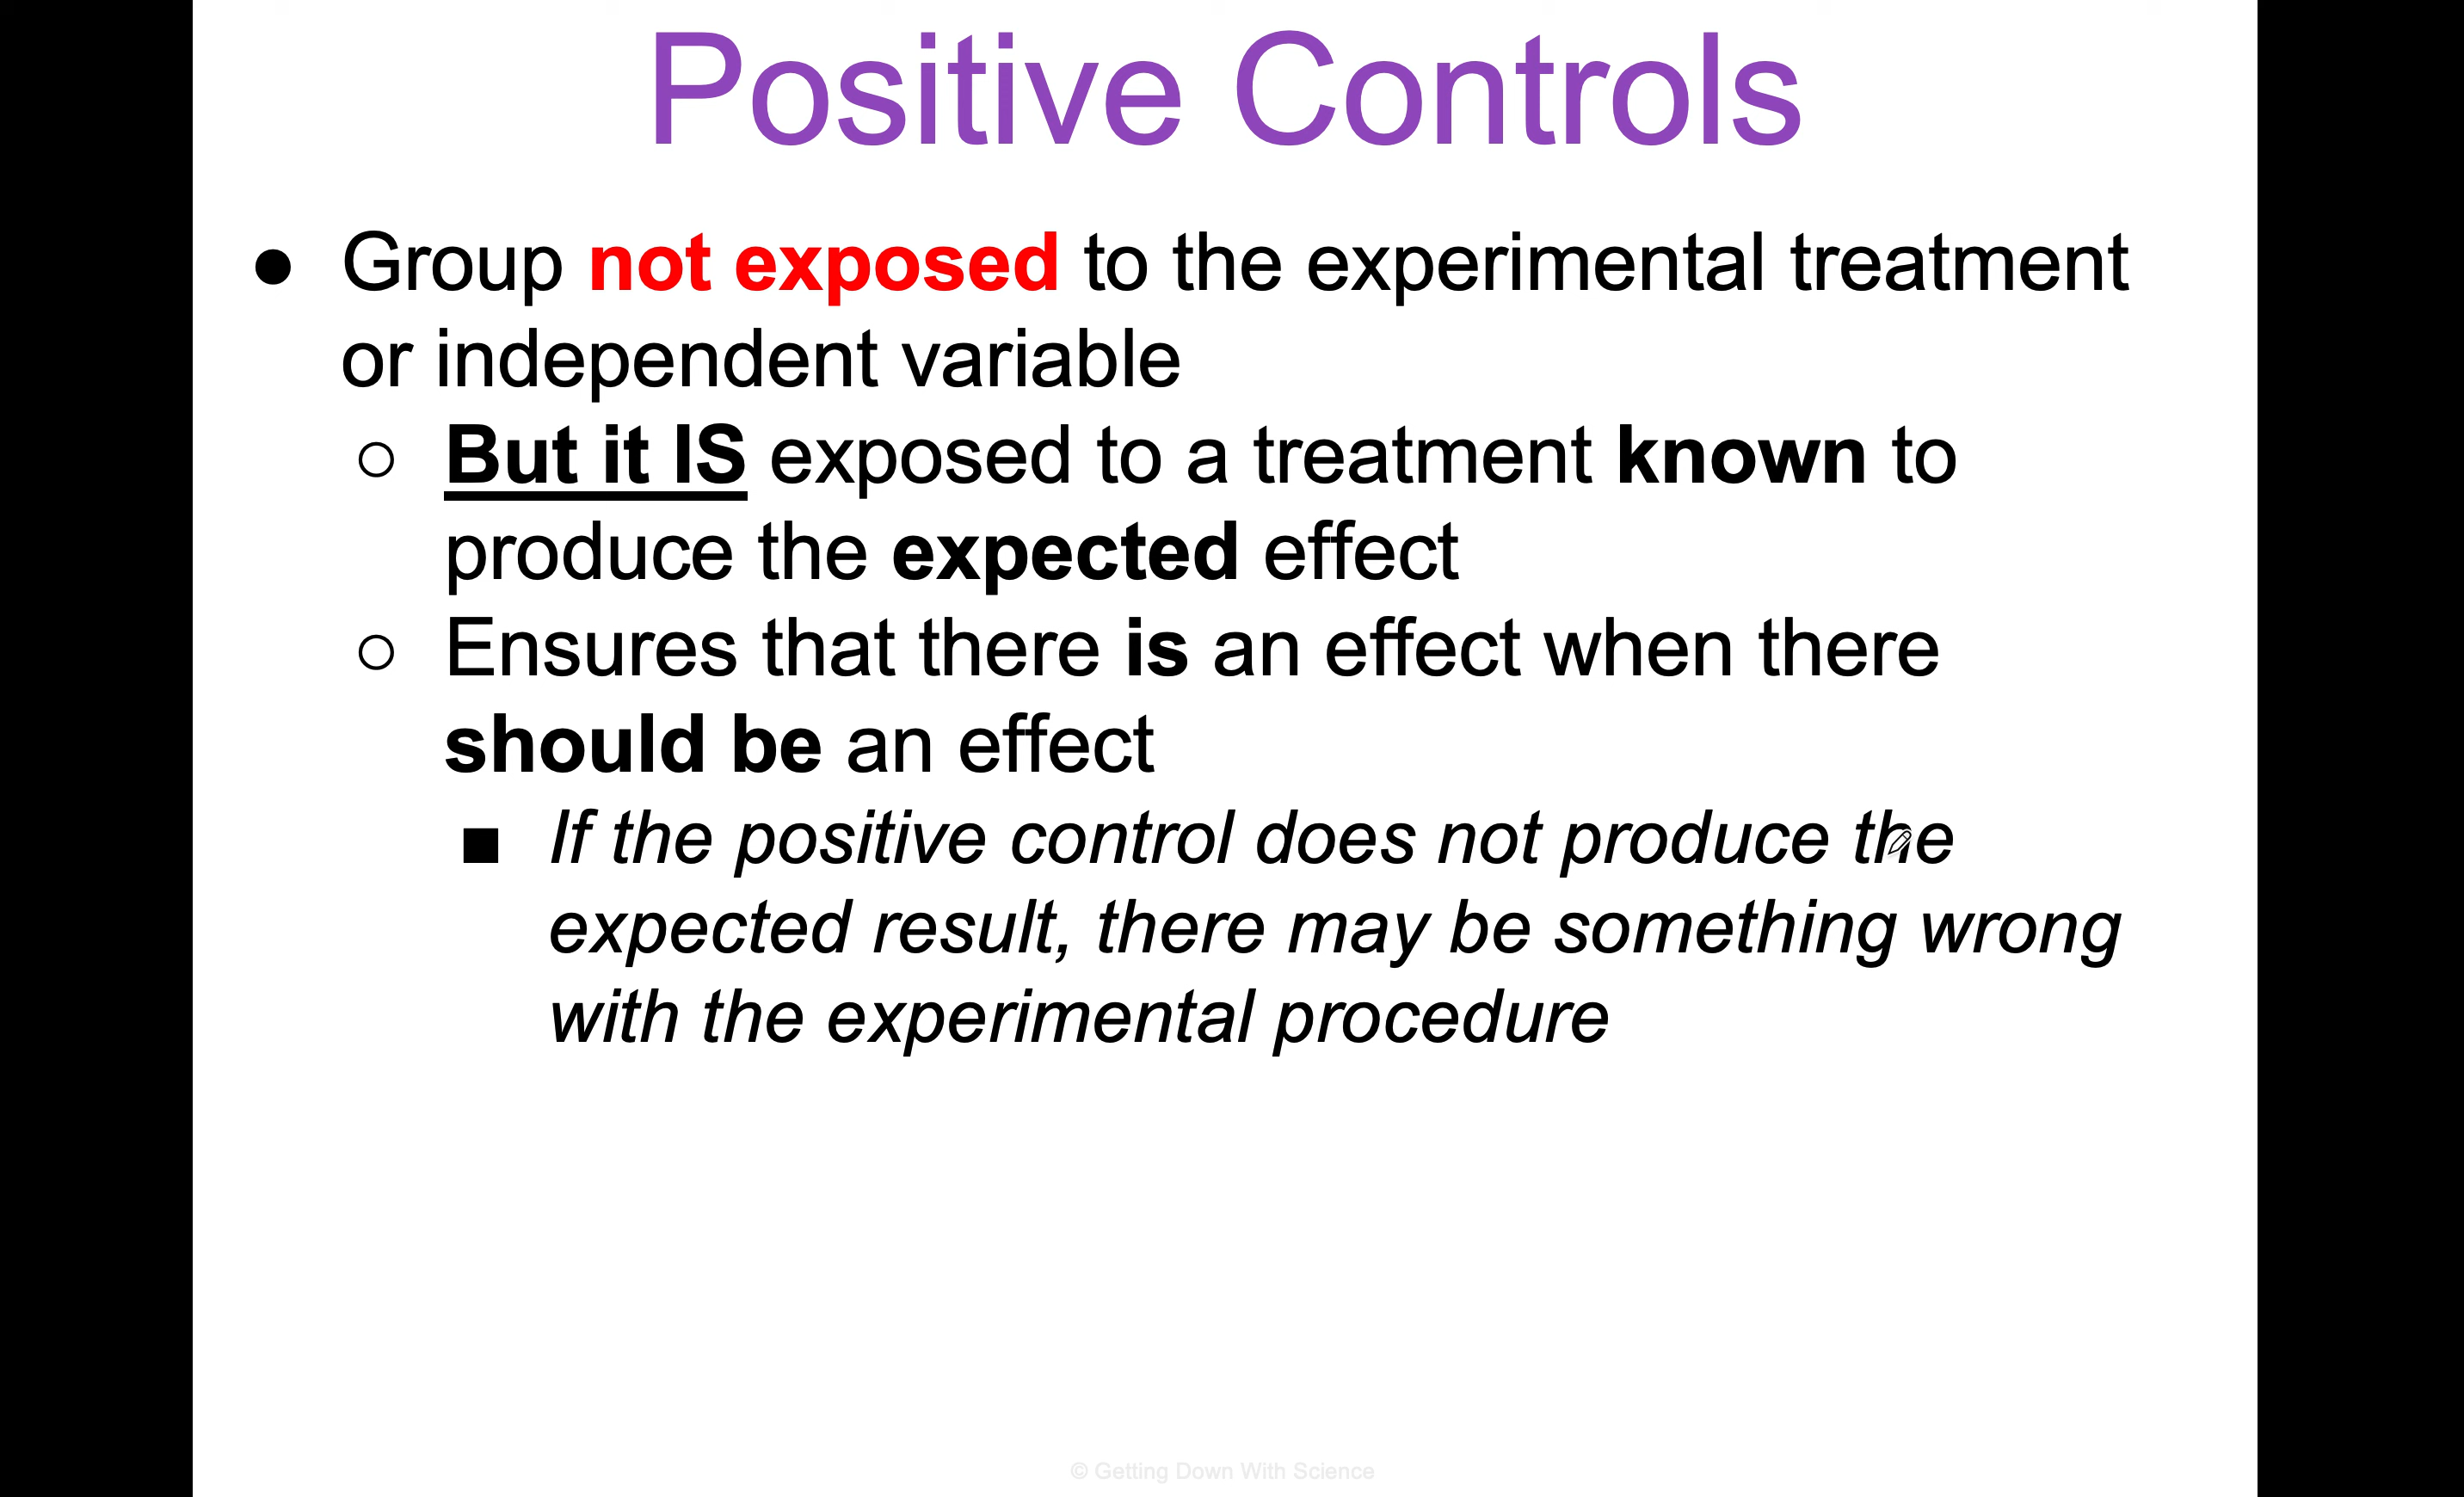 Positive Controls
● Group not exposed to the experimental treatment
or independent variable
○ But it IS exposed to a treatment known to
produce the expected effect
○ Ensures that there is an effect when there
should be an effect
■ If the positive control does not produce the
expected result, there may be something wrong
with the experimental procedure
© Getting Down With Science